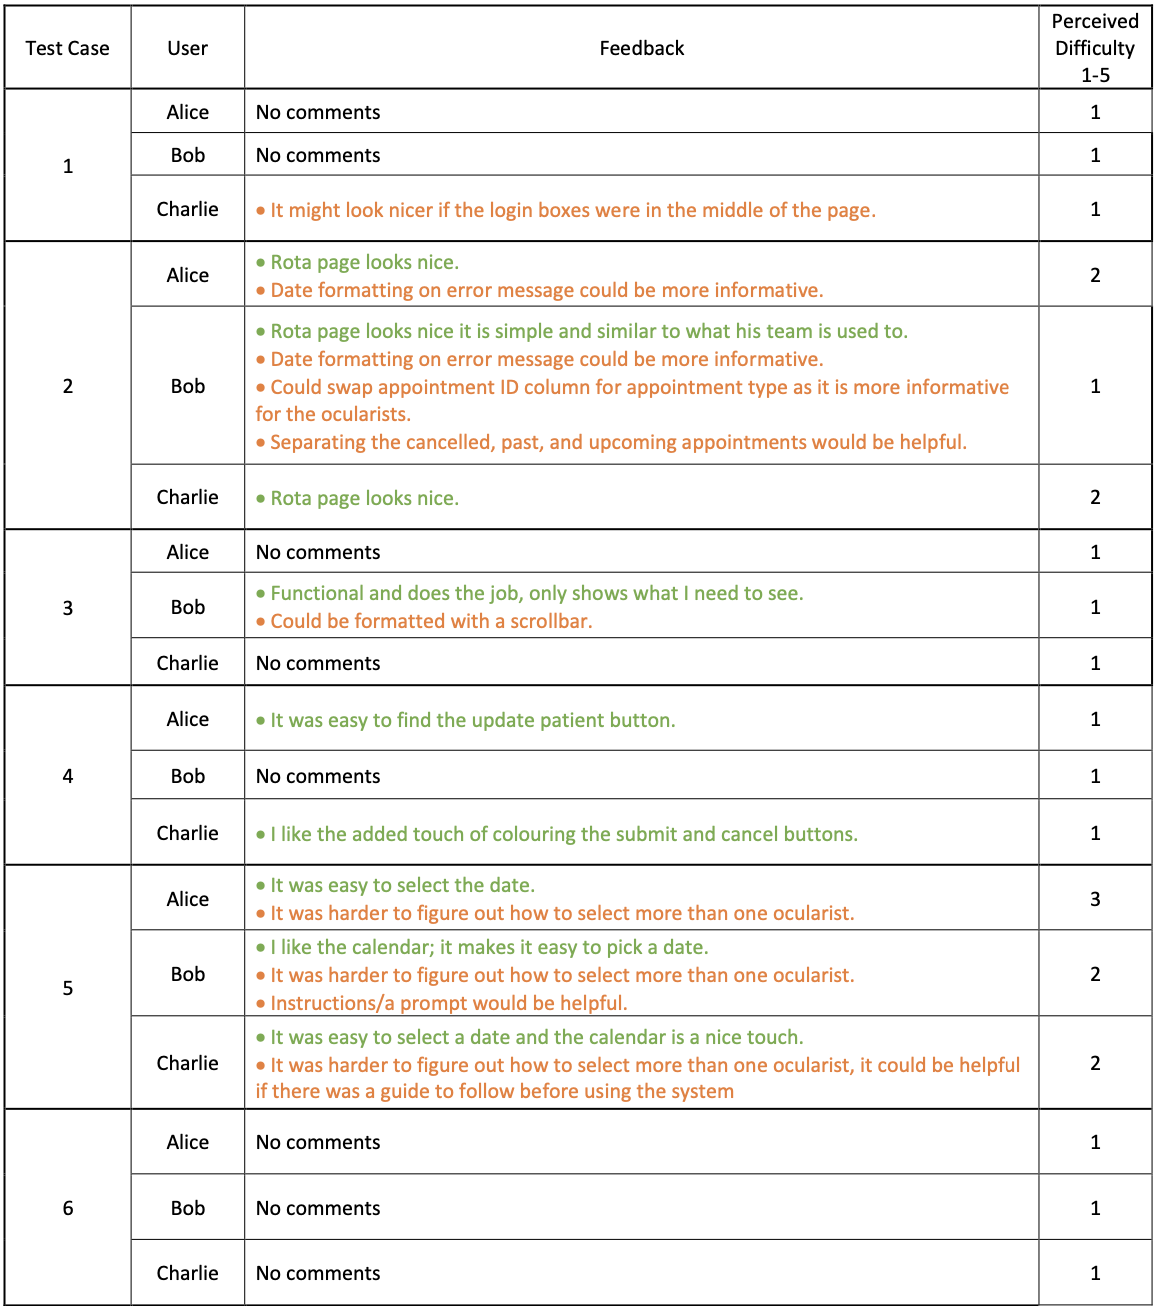 Test Case User Feedback Perceived Difficulty 1-5
1
Alice No comments 1
Bob No comments 1
Charlie • It might look nicer if the login boxes were in the middle of the page. 1
2
Alice • Rota page looks nice.
• Date formatting on error message could be more informative. 2
Bob • Rota page looks nice it is simple and similar to what his team is used to.
• Date formatting on error message could be more informative.
• Could swap appointment ID column for appointment type as it is more informative
for the ocularists.
• Separating the cancelled, past, and upcoming appointments would be helpful. 1
Charlie • Rota page looks nice. 2
3
Alice No comments 1
Bob • Functional and does the job, only shows what I need to see.
• Could be formatted with a scrollbar. 1
Charlie No comments 1
4
Alice • It was easy to find the update patient button. 1
Bob No comments 1
Charlie • I like the added touch of colouring the submit and cancel buttons. 1
5
Alice • It was easy to select the date.
• It was harder to figure out how to select more than one ocularist. 3
Bob • I like the calendar; it makes it easy to pick a date.
• It was harder to figure out how to select more than one ocularist.
• Instructions/a prompt would be helpful. 2
Charlie • It was easy to select a date and the calendar is a nice touch.
• It was harder to figure out how to select more than one ocularist, it could be helpful
if there was a guide to follow before using the system 2
6
Alice No comments 1
Bob No comments 1
Charlie No comments 1